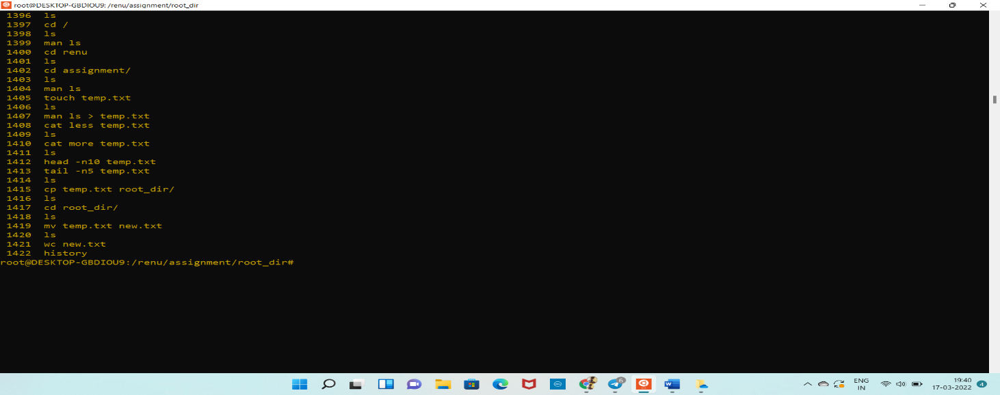 root@DESKTOP-GBDIOU9: /renu/assignment/root_dir
1396 ls
1397 cd /
1398 ls
1399 man ls
1400 cd renu
1401 ls
1402 cd assignment/
1403 ls
1404 man ls
1405 touch temp.txt
1406 ls
1407 man ls > temp.txt
1408 cat less temp.txt
1409 ls
1410 cat more temp.txt
1411 ls
1412 head -n10 temp.txt
1413 tail -n5 temp.txt
1414 ls
1415 cp temp.txt root_dir/
1416 ls
1417 cd root_dir/
1418 ls
1419 mv temp.txt new.txt
1420 ls
1421 wc new.txt
1422 history
root@DESKTOP-GBDIOU9:/renu/assignment/root_dir#
6
W
ENG
IN
19:40
17-03-2022
4